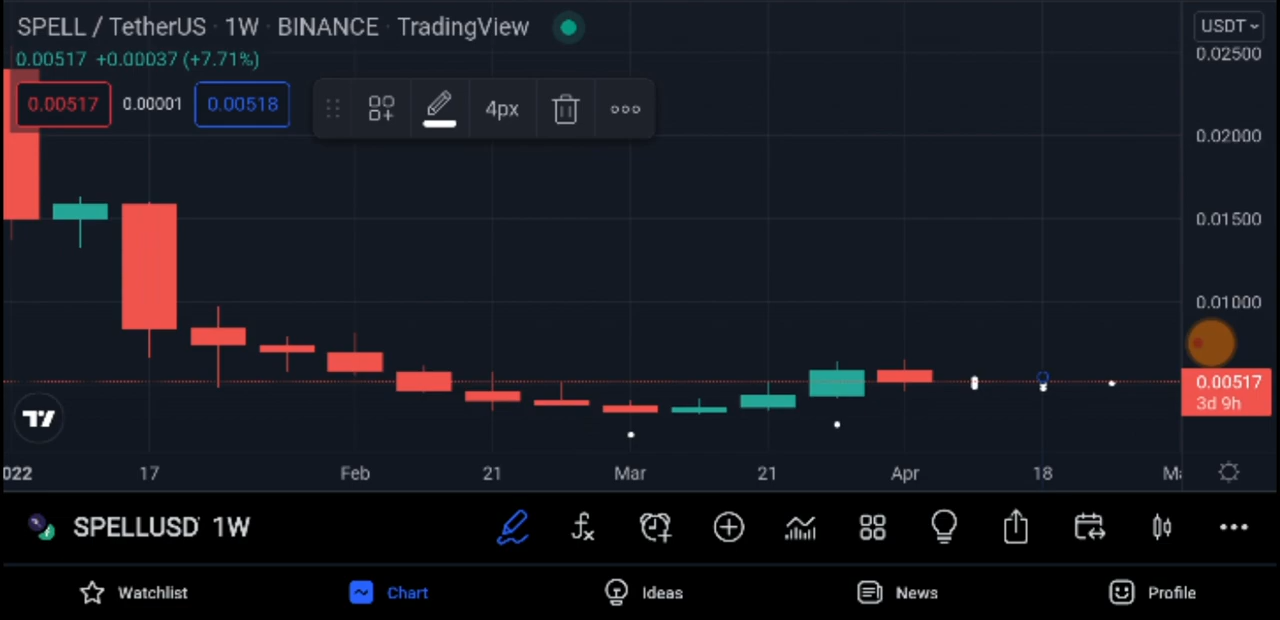 SPELL / TetherUS · 1W · BINANCE · TradingView
USDT
0.00517 +0.00037 (+7.71%)
0.00517 0.00001 0.00518
4px
0.02500
0.02000
0.01500
0.01000
0.00517
3d 9h
022 17 Feb 21 Mar 21 Apr 18
SPELLUSD 1W
Watchlist Chart Ideas News Profile